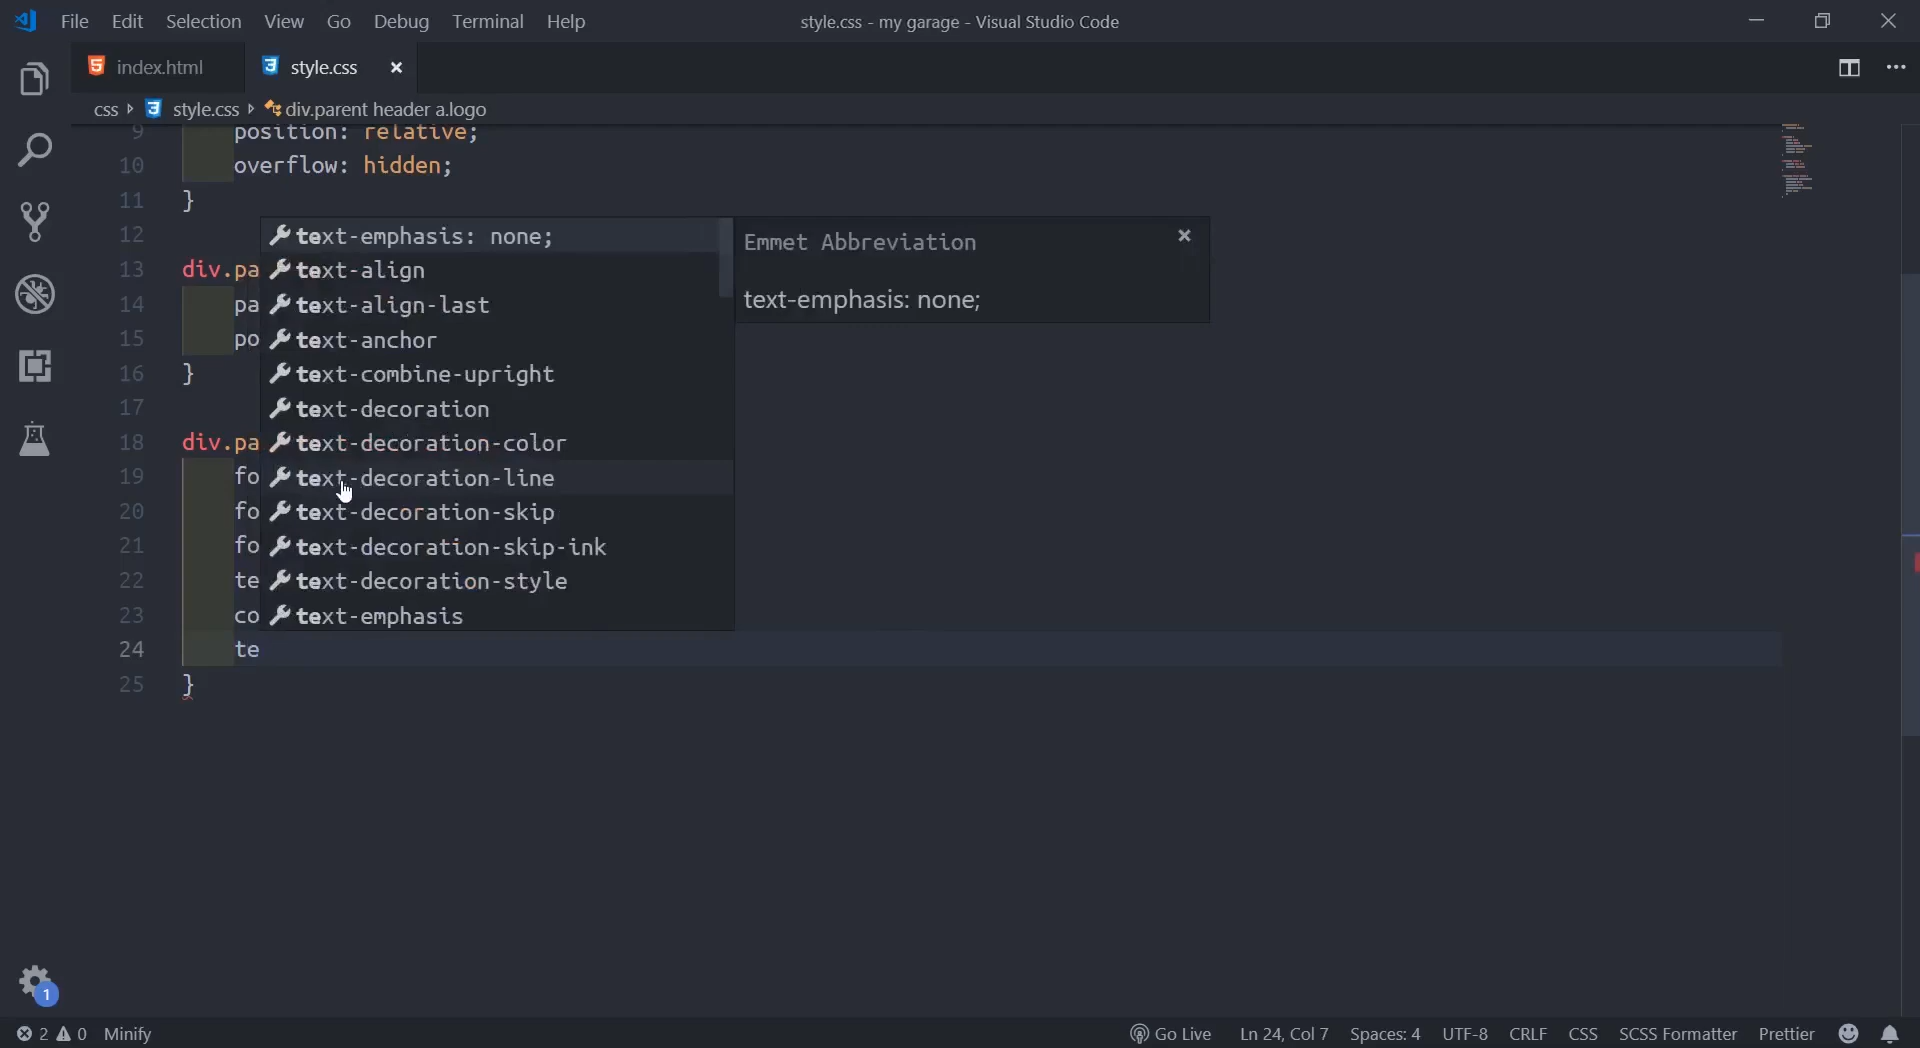 File Edit Selection View Go Debug Terminal Help style.css - my garage - Visual Studio Code
index.html style.css
css style.css div.parent header a.logo
9 position: relative;
10 overflow: hidden;
11 }
12 text-emphasis: none; Emmet Abbreviation
13 div.pa text-align
14 pa text-align-last text-emphasis: none;
15 po text-anchor
16 } text-combine-upright
17 text-decoration
18 div.pa text-decoration-color
19 fo text-decoration-line
20 fo text-decoration-skip
21 fo text-decoration-skip-ink
22 te text-decoration-style
23 co text-emphasis
24 te
25 }
1
2 0 Minify Go Live Ln 24, Col 7 Spaces: 4 UTF-8 CRLF CSS SCSS Formatter Prettier